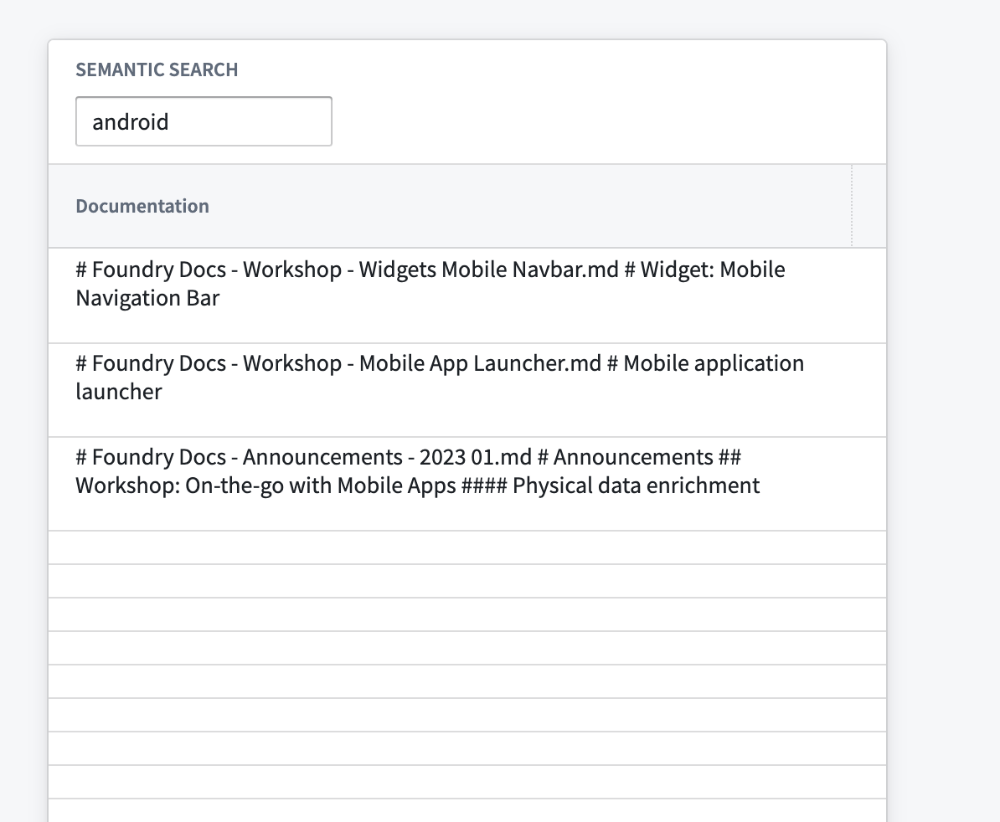 SEMANTIC SEARCH
android
Documentation
# Foundry Docs - Workshop - Widgets Mobile Navbar.md # Widget: Mobile
Navigation Bar
# Foundry Docs - Workshop - Mobile App Launcher.md # Mobile application
launcher
# Foundry Docs - Announcements - 2023 01.md # Announcements ##
Workshop: On-the-go with Mobile Apps #### Physical data enrichment